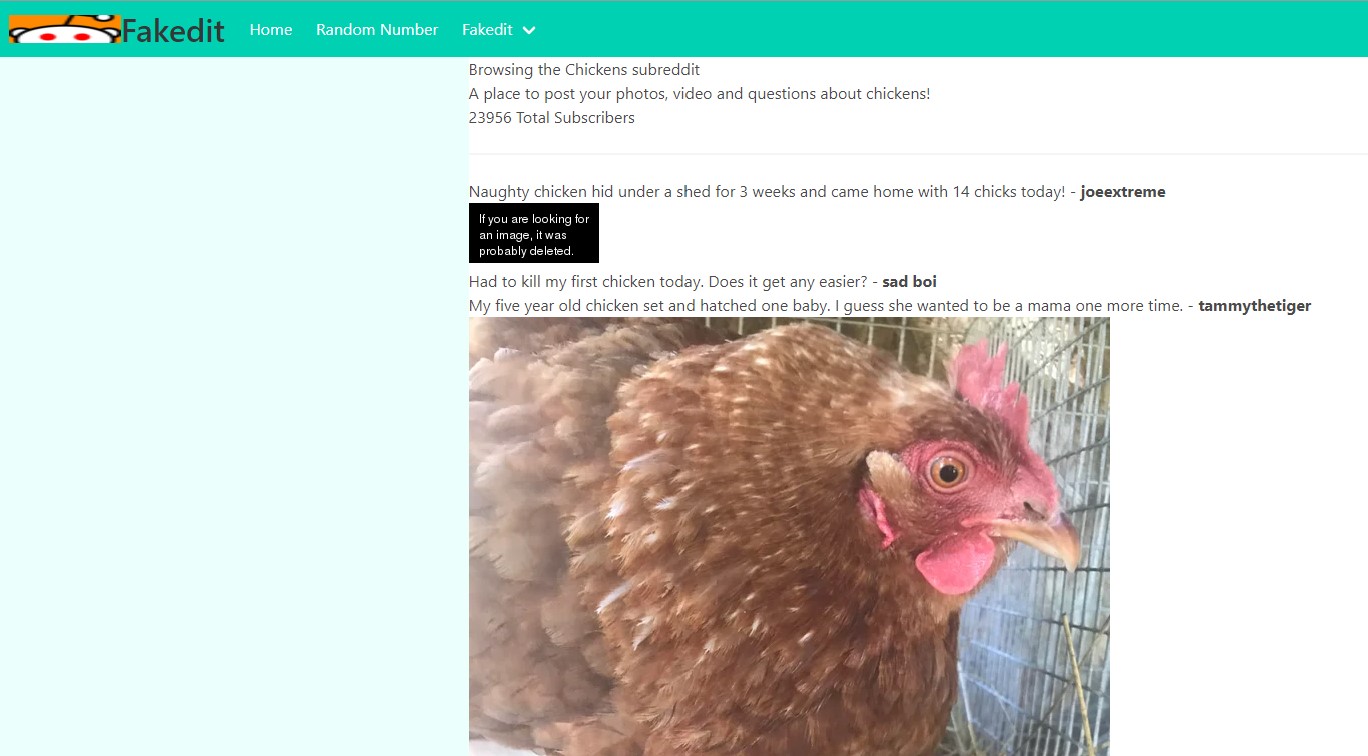 Fakedit Home Random Number Fakedit
Browsing the Chickens subreddit
A place to post your photos, video and questions about chickens!
23956 Total Subscribers
Naughty chicken hid under a shed for 3 weeks and came home with 14 chicks today! - joeextreme
If you are looking for
an image, it was
probably deleted.
Had to kill my first chicken today. Does it get any easier? - sad boi
My five year old chicken set and hatched one baby. I guess she wanted to be a mama one more time. - tammythetiger